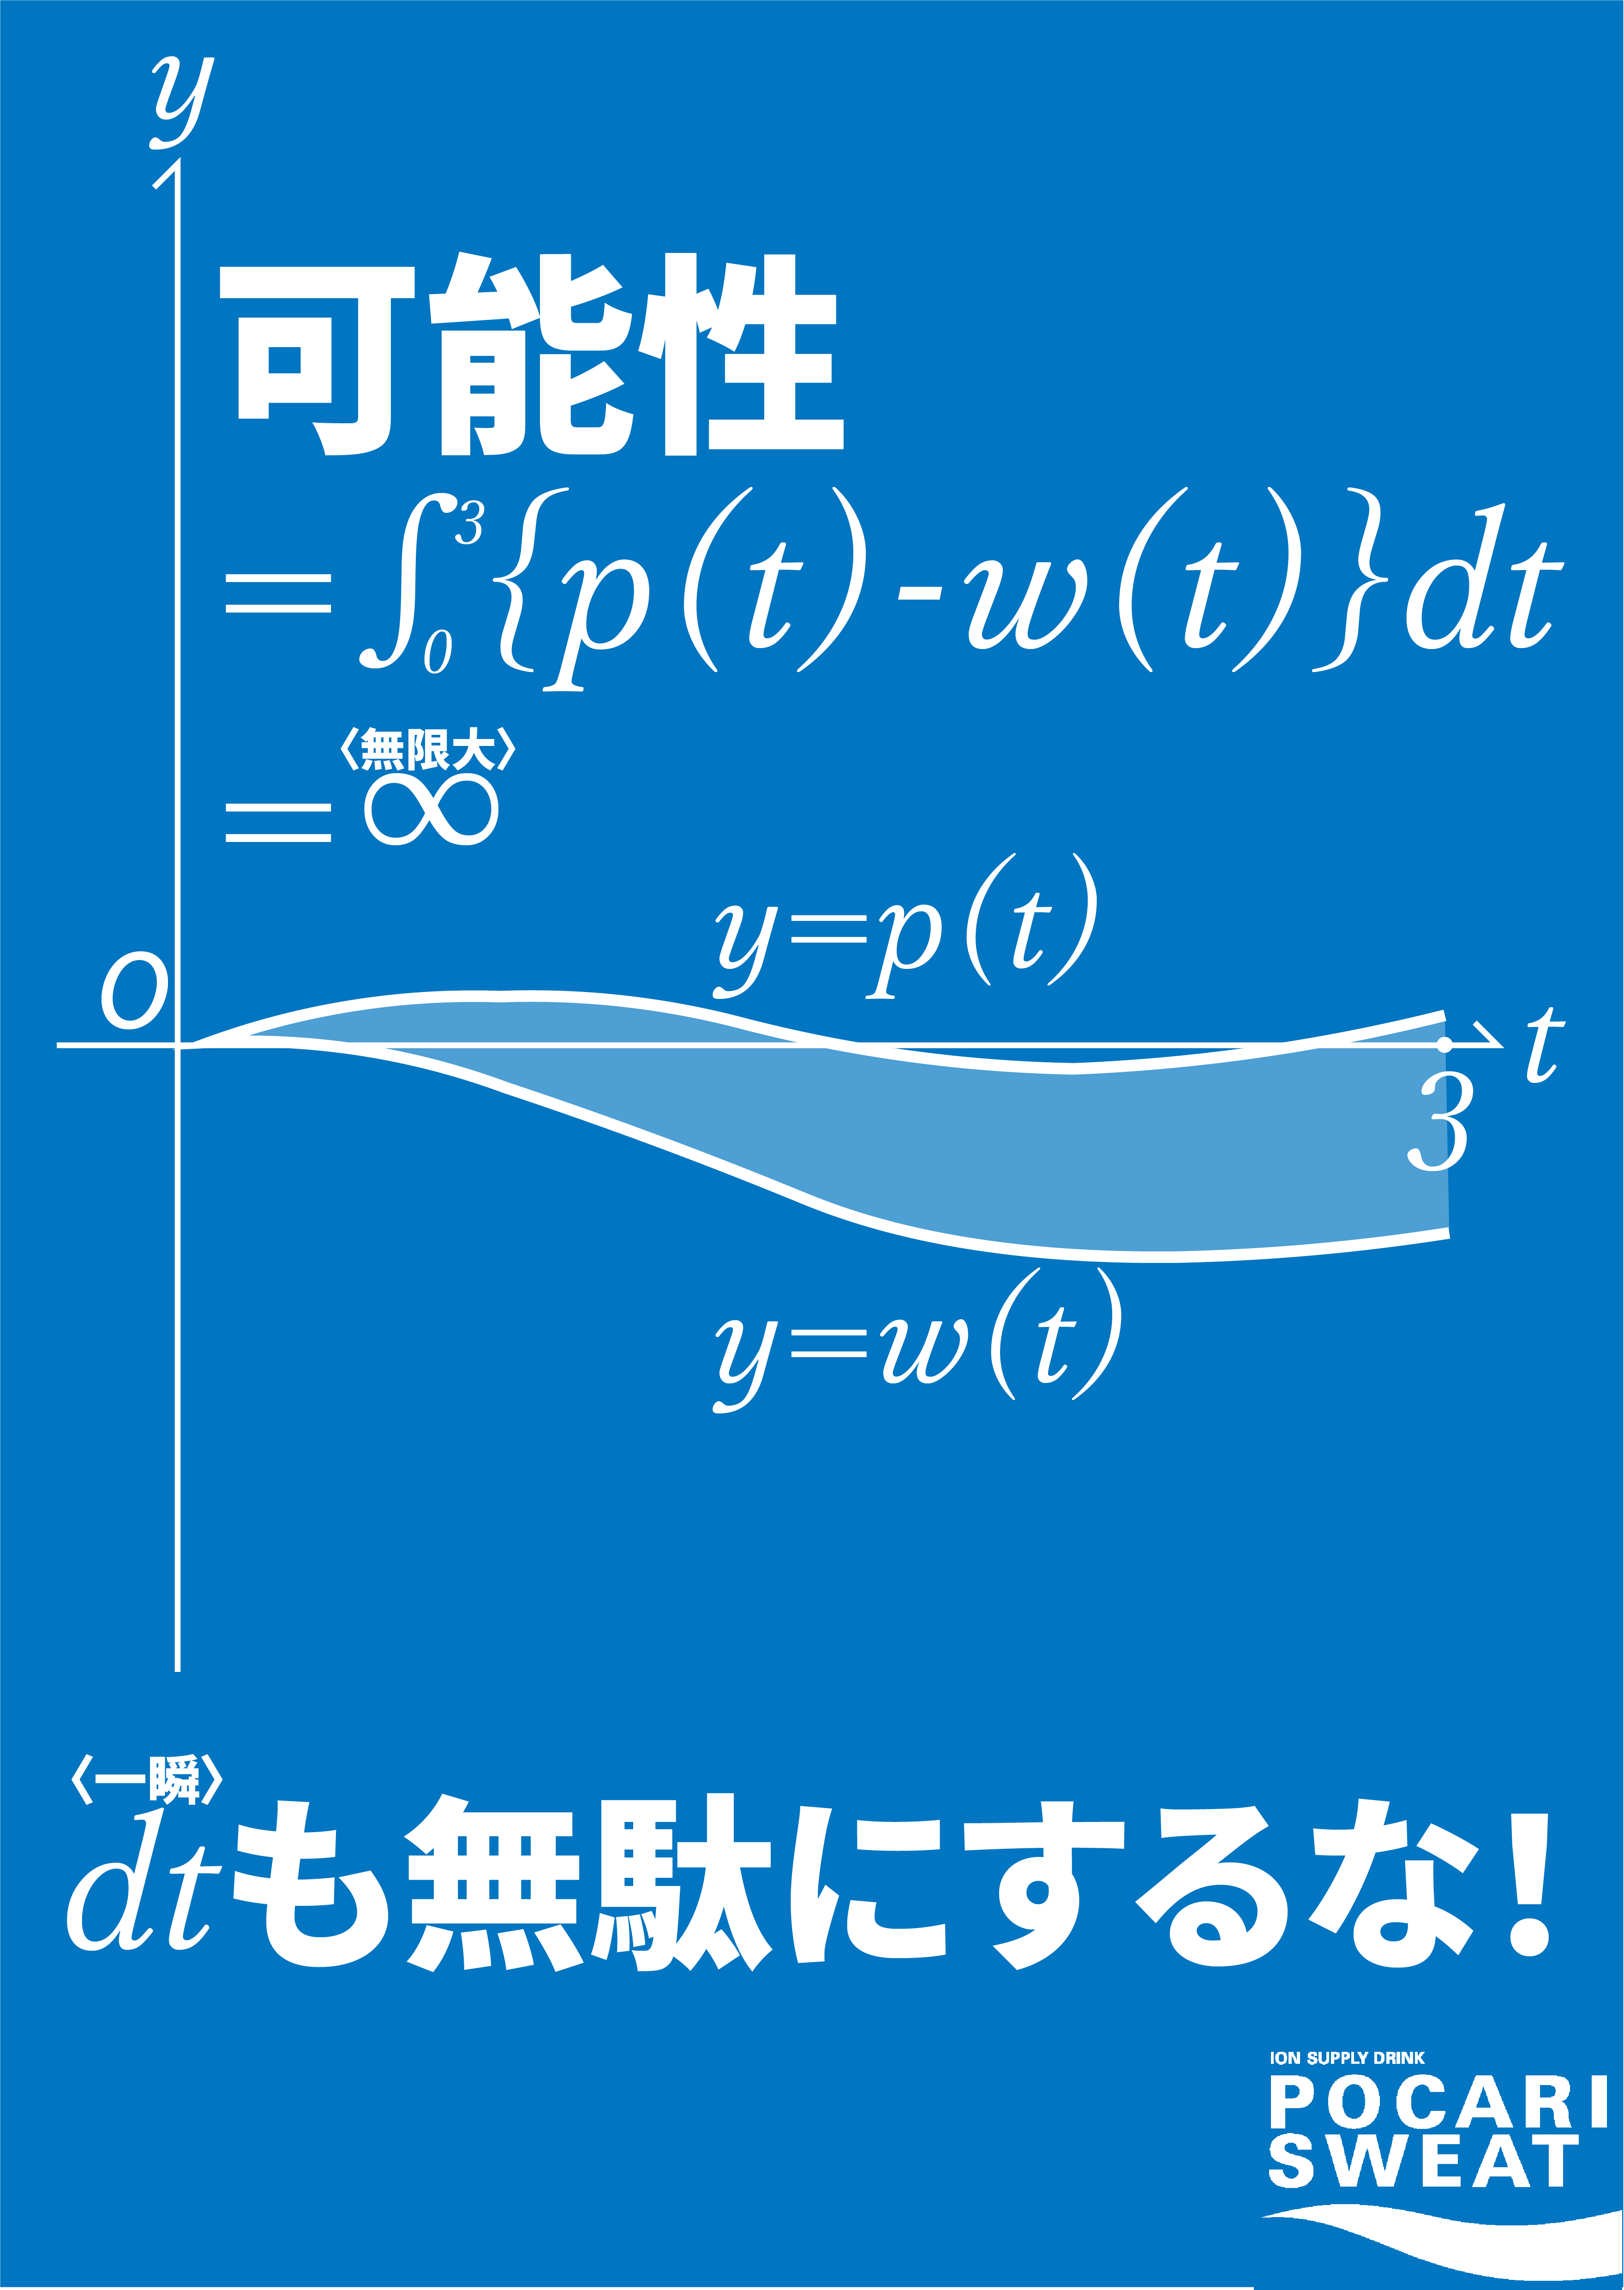 y
可能性
=∫₀³{p(t)-w(t)}dt
〈無限大〉
=∞
y=p(t)
O
t
3
y=w(t)
〈一瞬〉
dtも無駄にするな!
ION SUPPLY DRINK
POCARI
SWEAT